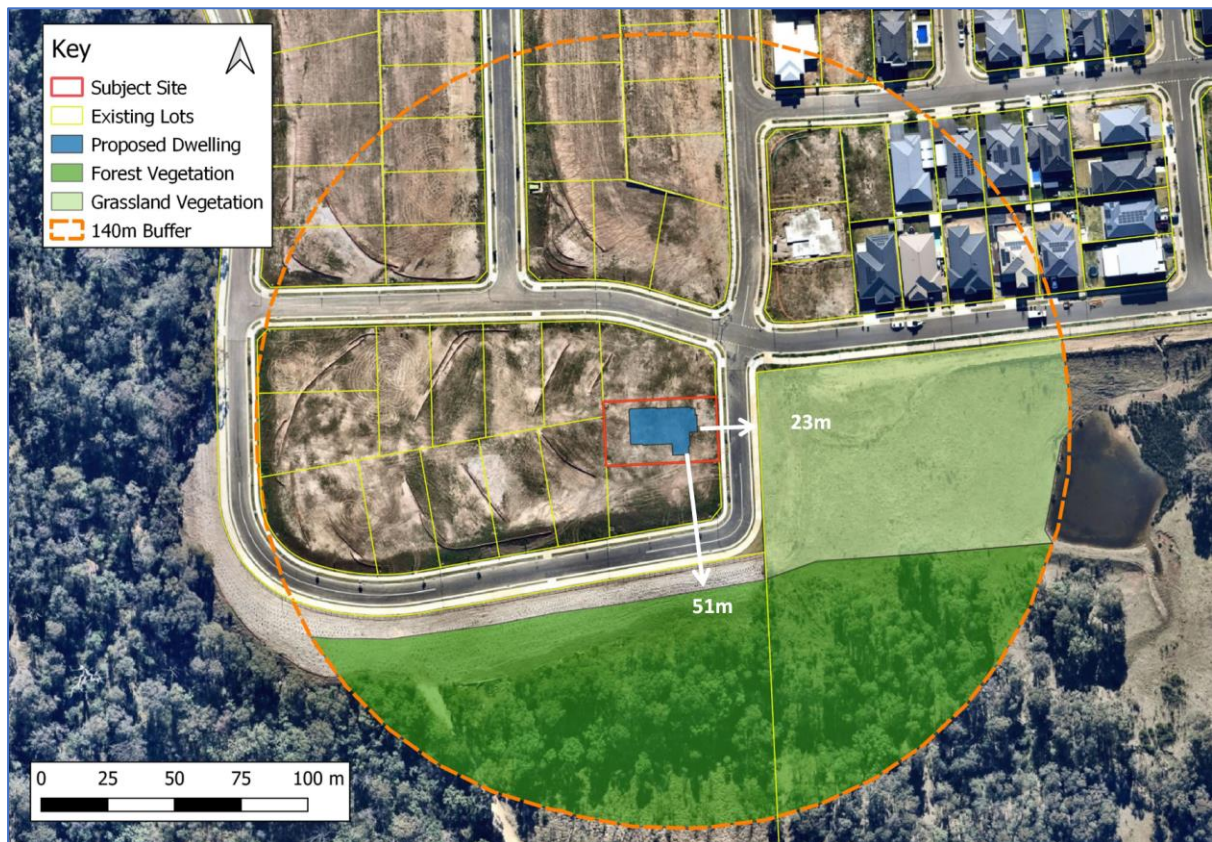 Key
Subject Site
Existing Lots
Proposed Dwelling
Forest Vegetation
Grassland Vegetation
140m Buffer
23m
51m
0 25 50 75 100 m